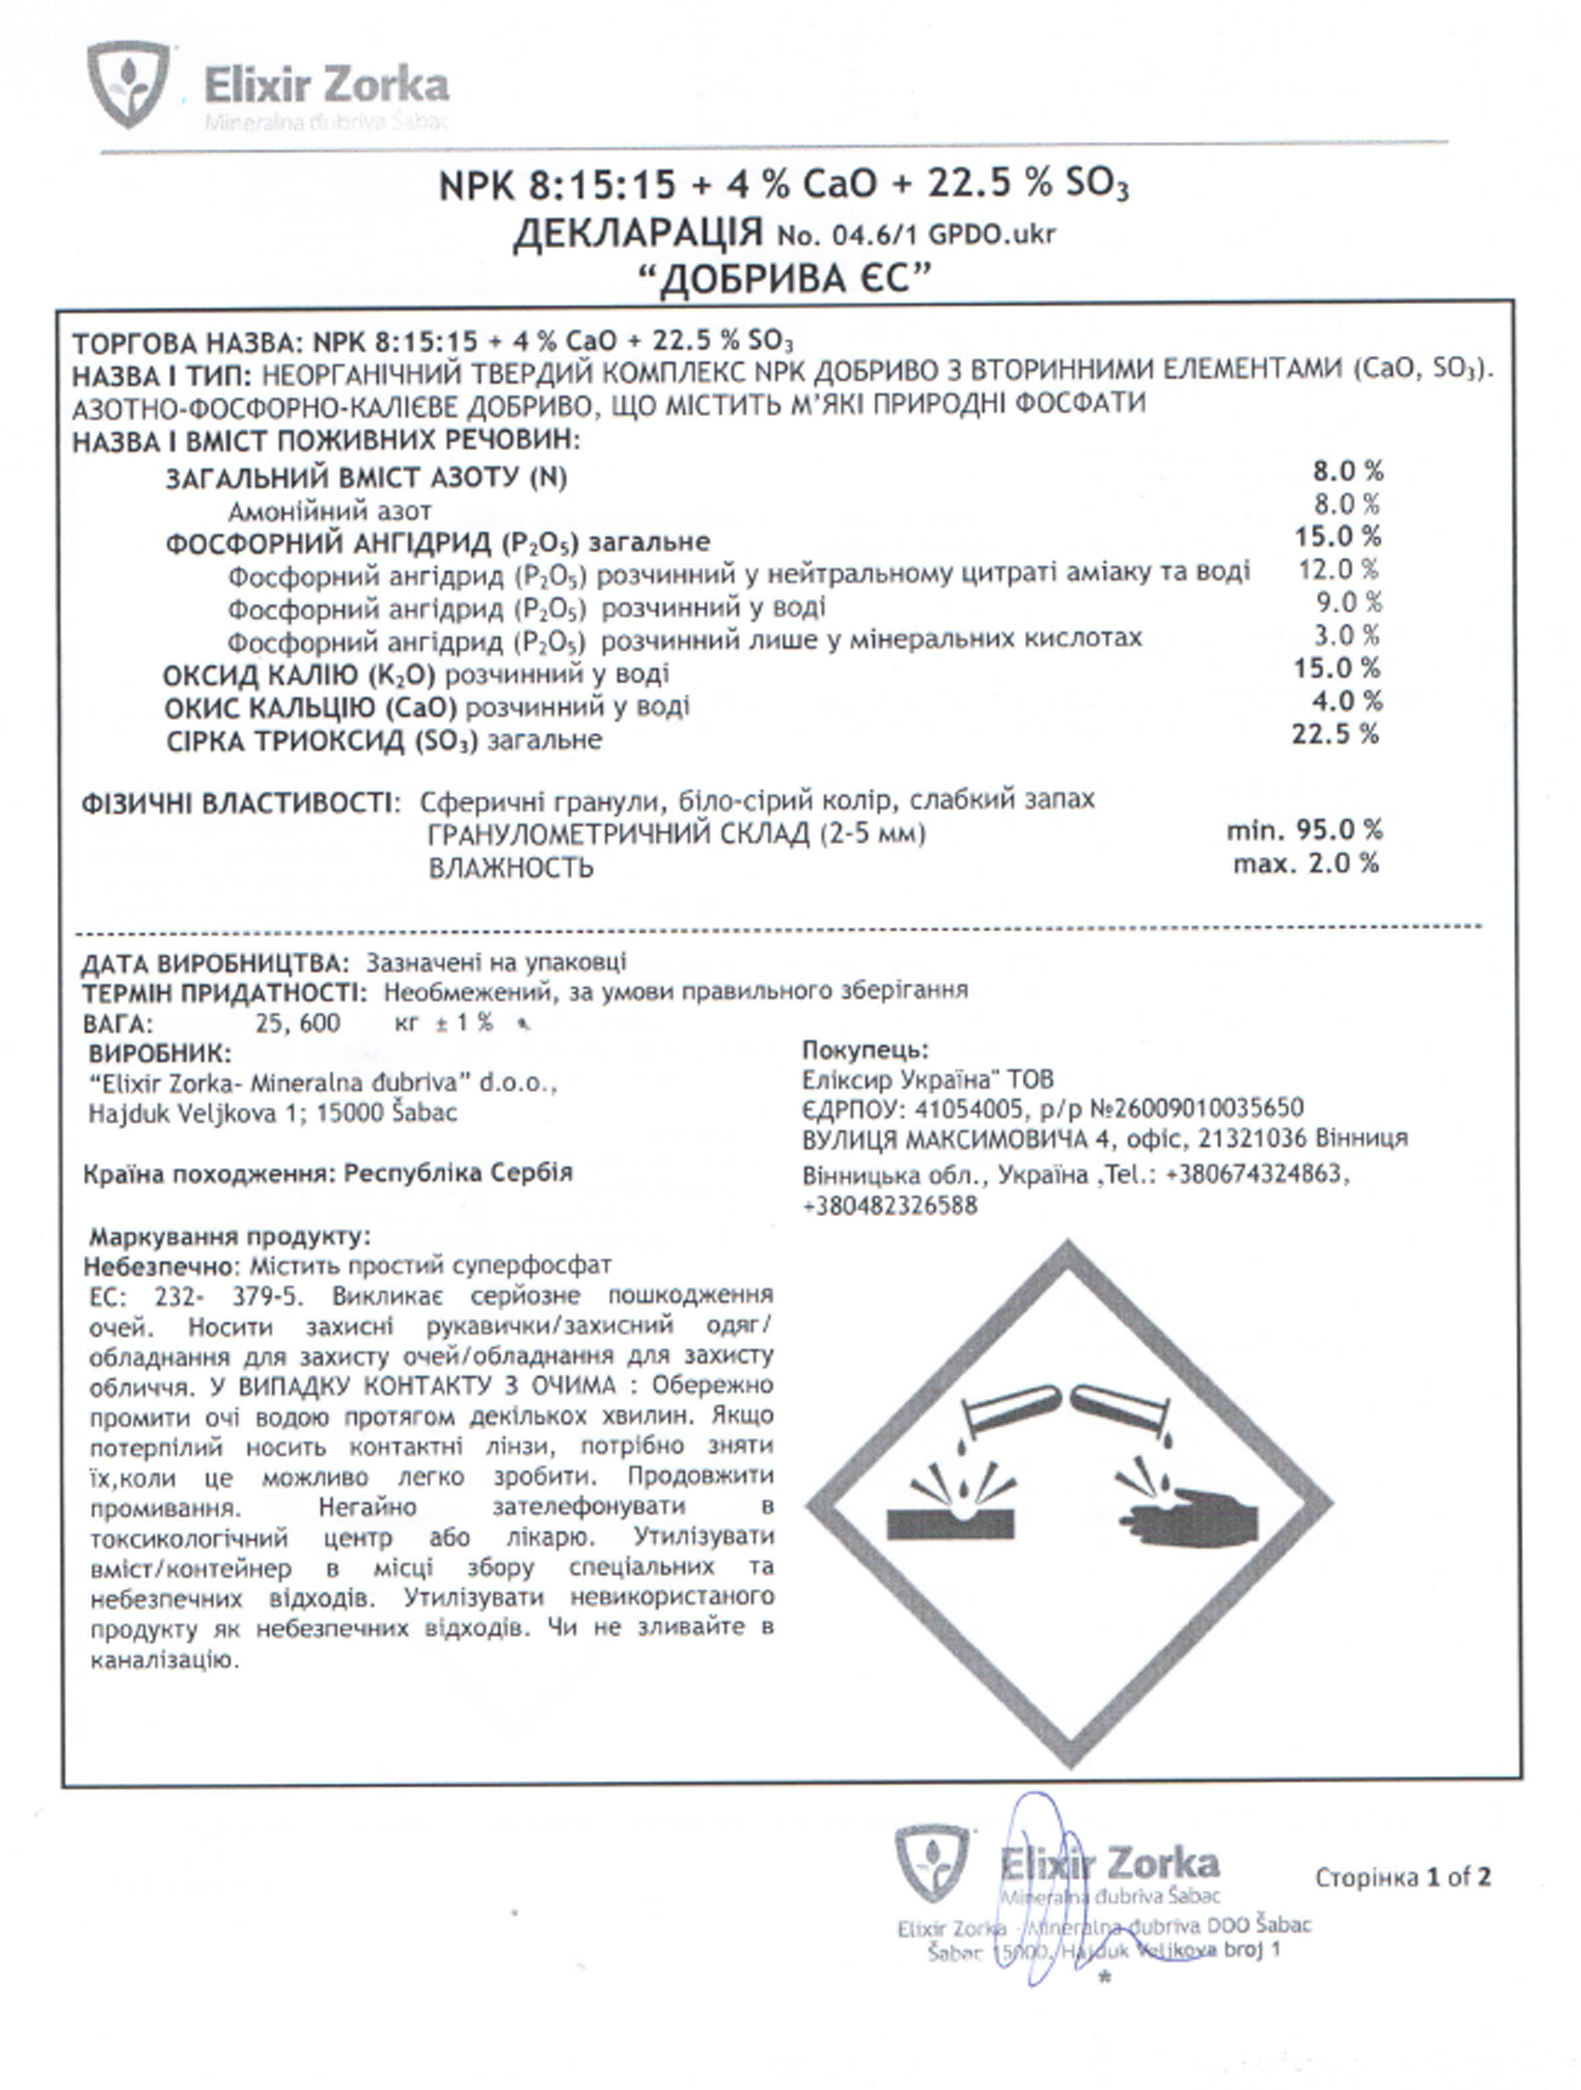 Elixir Zorka
Mineralna đubriva Šabac
NPK 8:15:15 + 4 % CaO + 22.5 % SO₃
ДЕКЛАРАЦІЯ No. 04.6/1 GPDO.ukr
“ДОБРИВА ЄС”
ТОРГОВА НАЗВА: NPK 8:15:15 + 4 % CaO + 22.5 % SO₃
НАЗВА І ТИП: НЕОРГАНІЧНИЙ ТВЕРДИЙ КОМПЛЕКС NPK ДОБРИВО З ВТОРИННИМИ ЕЛЕМЕНТАМИ (CaO, SO₃).
АЗОТНО-ФОСФОРНО-КАЛІЄВЕ ДОБРИВО, ЩО МІСТИТЬ М’ЯКІ ПРИРОДНІ ФОСФАТИ
НАЗВА І ВМІСТ ПОЖИВНИХ РЕЧОВИН:
ЗАГАЛЬНИЙ ВМІСТ АЗОТУ (N) 8.0 %
Амонійний азот 8.0 %
ФОСФОРНИЙ АНГІДРИД (P₂O₅) загальне 15.0 %
Фосфорний ангідрид (P₂O₅) розчинний у нейтральному цитраті аміаку та воді 12.0 %
Фосфорний ангідрид (P₂O₅) розчинний у воді 9.0 %
Фосфорний ангідрид (P₂O₅) розчинний лише у мінеральних кислотах 3.0 %
ОКСИД КАЛІЮ (K₂O) розчинний у воді 15.0 %
ОКИС КАЛЬЦІЮ (CaO) розчинний у воді 4.0 %
СІРКА ТРИОКСИД (SO₃) загальне 22.5 %
ФІЗИЧНІ ВЛАСТИВОСТІ: Сферичні гранули, біло-сірий колір, слабкий запах
ГРАНУЛОМЕТРИЧНИЙ СКЛАД (2-5 мм) min. 95.0 %
ВЛАЖНОСТЬ max. 2.0 %
ДАТА ВИРОБНИЦТВА: Зазначені на упаковці
ТЕРМІН ПРИДАТНОСТІ: Необмежений, за умови правильного зберігання
ВАГА: 25, 600 кг ± 1 %
ВИРОБНИК:
“Elixir Zorka- Mineralna đubriva” d.o.o.,
Hajduk Veljkova 1; 15000 Šabac
Країна походження: Республіка Сербія
Покупець:
Еліксир Україна" ТОВ
ЄДРПОУ: 41054005, р/р №26009010035650
ВУЛИЦЯ МАКСИМОВИЧА 4, офіс, 21321036 Вінниця
Вінницька обл., Україна ,Tel.: +380674324863,
+380482326588
Маркування продукту:
Небезпечно: Містить простий суперфосфат
ЕС: 232- 379-5. Викликає серйозне пошкодження
очей. Носити захисні рукавички/захисний одяг/
обладнання для захисту очей/обладнання для захисту
обличчя. У ВИПАДКУ КОНТАКТУ З ОЧИМА : Обережно
промити очі водою протягом декількох хвилин. Якщо
потерпілий носить контактні лінзи, потрібно зняти
їх,коли це можливо легко зробити. Продовжити
промивання. Негайно зателефонувати в
токсикологічний центр або лікарю. Утилізувати
вміст/контейнер в місці збору спеціальних та
небезпечних відходів. Утилізувати невикористаного
продукту як небезпечних відходів. Чи не зливайте в
каналізацію.
Elixir Zorka
Mineralna đubriva Šabac
Elixir Zorka - Mineralna đubriva DOO Šabac
Šabac 15000, Hajduk Veljkova broj 1
*
Сторінка 1 of 2